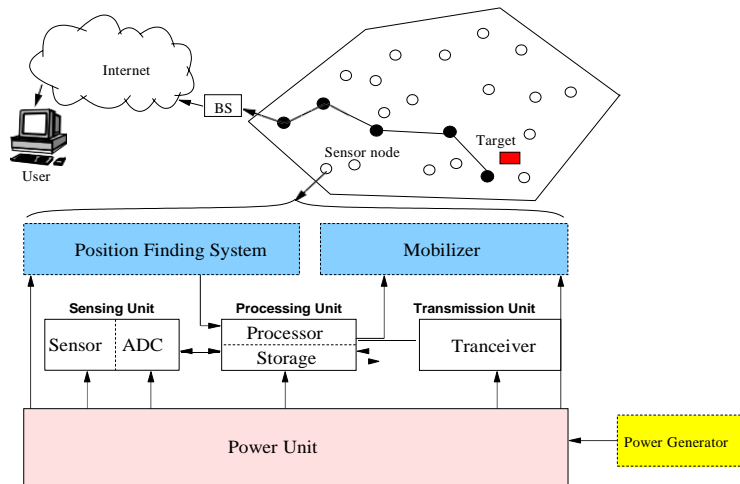 Internet
BS
Target
Sensor node
User
Position Finding System
Mobilizer
Sensing Unit
Processing Unit
Transmission Unit
Sensor
ADC
Processor
Storage
Tranceiver
Power Unit
Power Generator